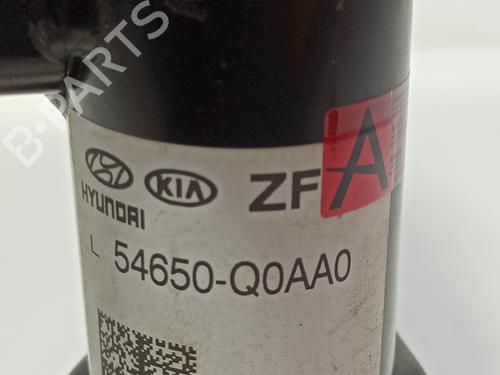 B-PARTS
HYUNDAI KIA ZF A
L 54650-Q0AA0